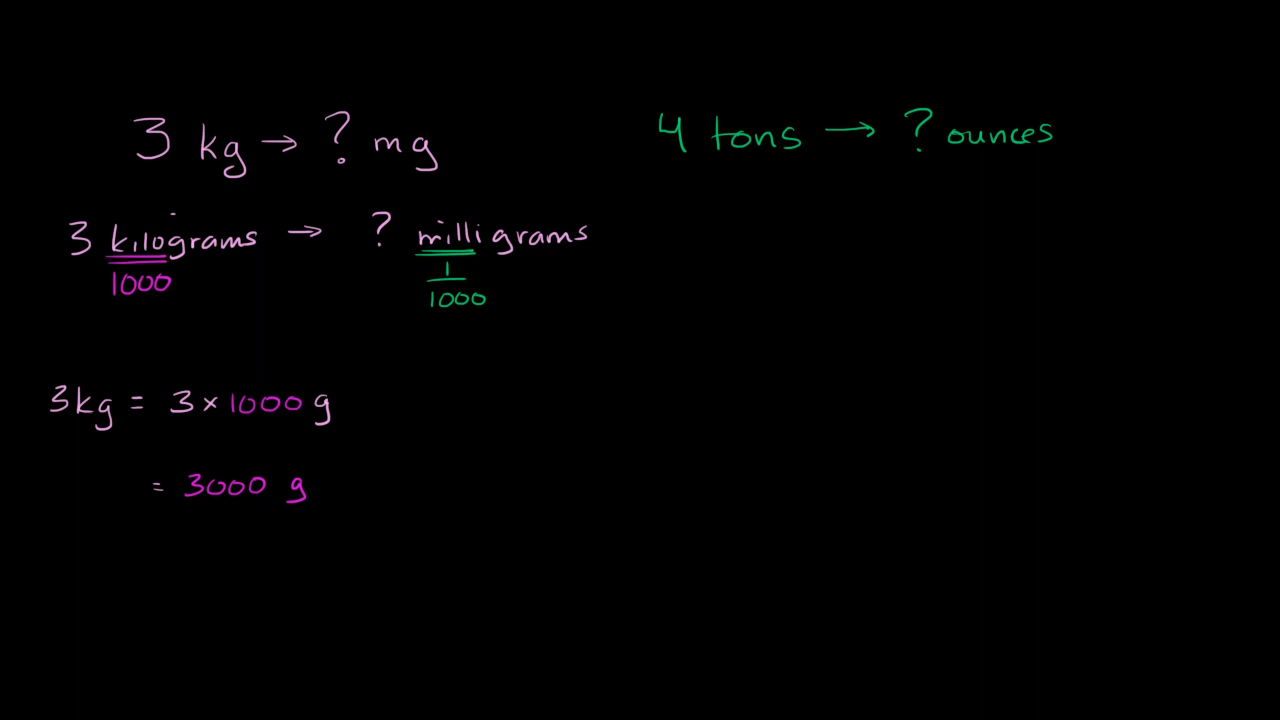 3 kg → ? mg
4 tons → ? ounces
3 kilograms → ? milligrams
1000
1
1000
3kg = 3 × 1000 g
= 3000 g